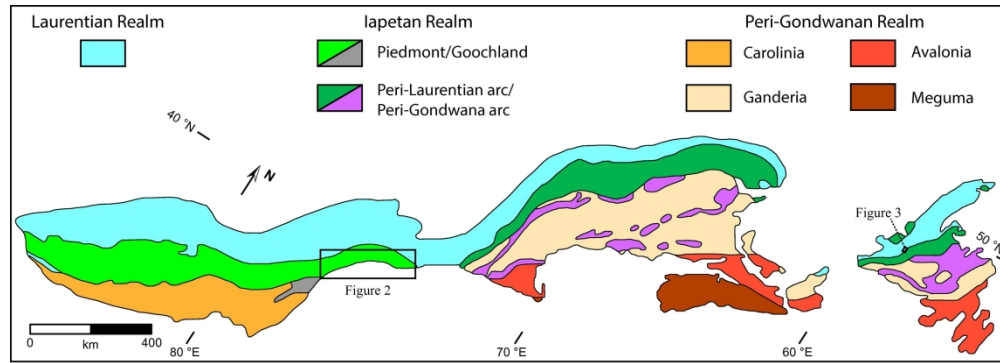 Laurentian Realm
Iapetan Realm
Peri-Gondwanan Realm
Piedmont/Goochland
Carolinia
Avalonia
Peri-Laurentian arc/
Peri-Gondwana arc
Ganderia
Meguma
40 °N
N
Figure 3
50 °N
Figure 2
0
400
km
80 °E
70 °E
60 °E